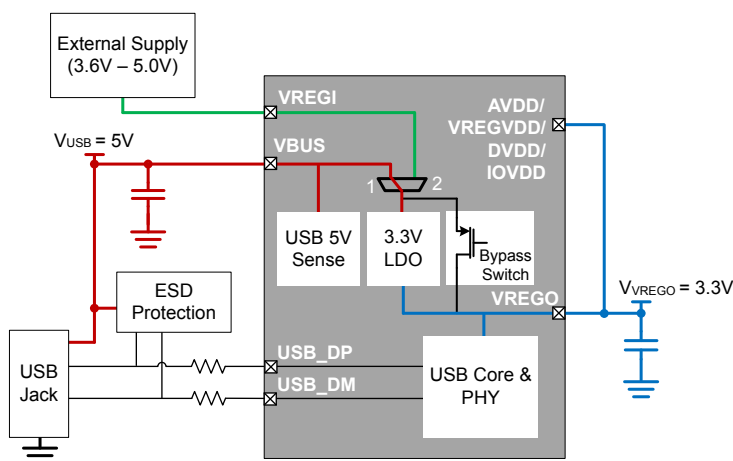 External Supply
(3.6V – 5.0V)
VREGI
AVDD/
VREGVDD/
DVDD/
IOVDD
VUSB = 5V
VBUS
1
2
USB 5V
Sense
3.3V
LDO
Bypass
Switch
VREGO
VVREGO = 3.3V
ESD
Protection
USB
Jack
USB_DP
USB_DM
USB Core &
PHY